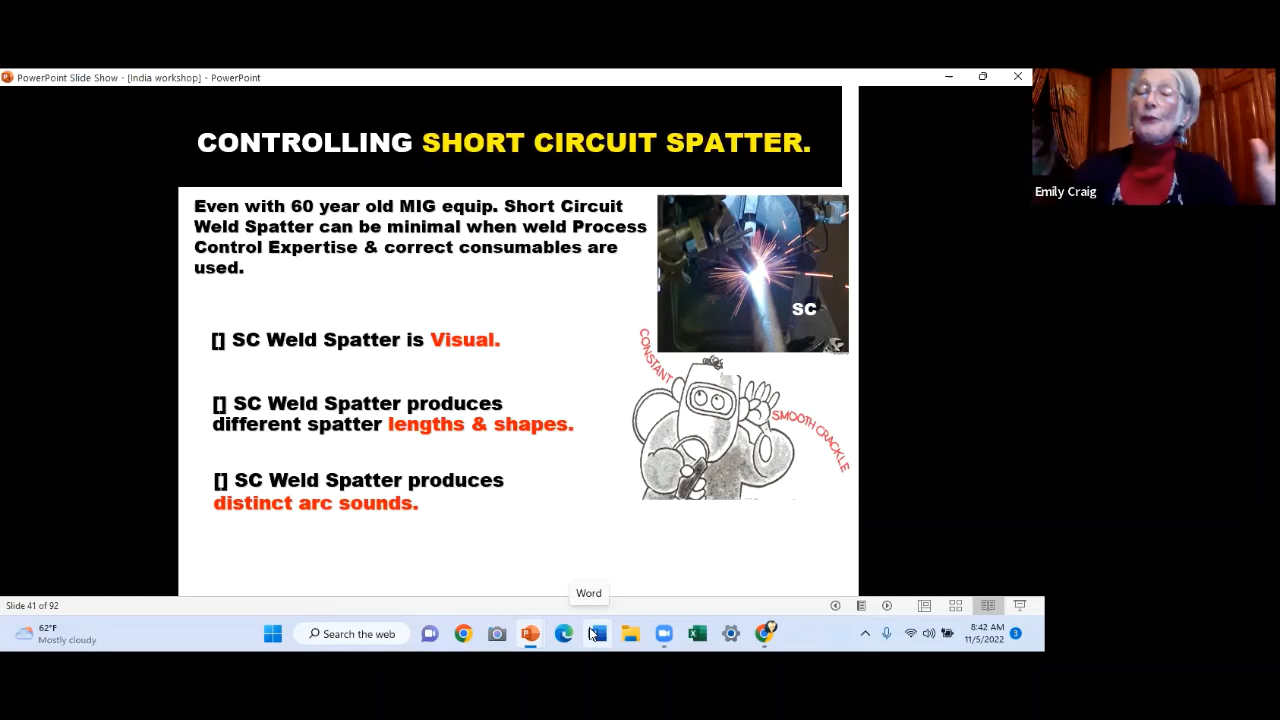 PowerPoint Slide Show - [India workshop] - PowerPoint
CONTROLLING SHORT CIRCUIT SPATTER.
Even with 60 year old MIG equip. Short Circuit
Weld Spatter can be minimal when weld Process
Control Expertise & correct consumables are
used.
SC
[] SC Weld Spatter is Visual.
[] SC Weld Spatter produces
different spatter lengths & shapes.
[] SC Weld Spatter produces
distinct arc sounds.
CONSTANT
SMOOTH CRACKLE
Emily Craig
Word
Slide 41 of 92
62°F
Mostly cloudy
Search the web
8:42 AM
11/5/2022
3